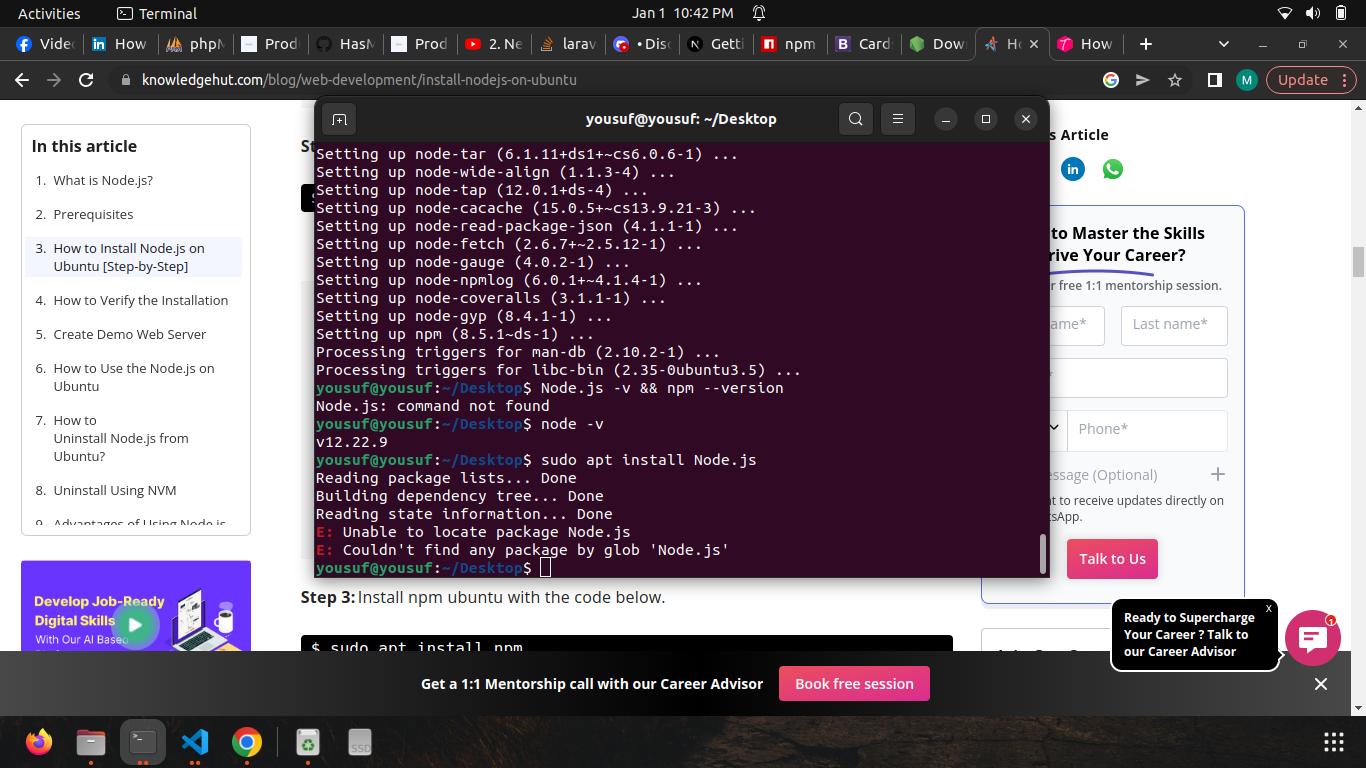 Activities
Terminal
Jan 1 10:42 PM
Vide
How
phpM
Prod
HasM
Prod
2. Ne
larav
• Disc
Getti
npm
Card
Dow
Ho
How
knowledgehut.com/blog/web-development/install-nodejs-on-ubuntu
M
Update
In this article
1. What is Node.js?
2. Prerequisites
3. How to Install Node.js on
Ubuntu [Step-by-Step]
4. How to Verify the Installation
5. Create Demo Web Server
6. How to Use the Node.js on
Ubuntu
7. How to
Uninstall Node.js from
Ubuntu?
8. Uninstall Using NVM
9. Advantages of Using Node.js
Develop Job-Ready
Digital Skills
With Our AI Based
St
yousuf@yousuf: ~/Desktop
Setting up node-tar (6.1.11+ds1+~cs6.0.6-1) ...
Setting up node-wide-align (1.1.3-4) ...
Setting up node-tap (12.0.1+ds-4) ...
Setting up node-cacache (15.0.5+~cs13.9.21-3) ...
Setting up node-read-package-json (4.1.1-1) ...
Setting up node-fetch (2.6.7+~2.5.12-1) ...
Setting up node-gauge (4.0.2-1) ...
Setting up node-npmlog (6.0.1+~4.1.4-1) ...
Setting up node-coveralls (3.1.1-1) ...
Setting up node-gyp (8.4.1-1) ...
Setting up npm (8.5.1~ds-1) ...
Processing triggers for man-db (2.10.2-1) ...
Processing triggers for libc-bin (2.35-0ubuntu3.5) ...
yousuf@yousuf:~/Desktop$ Node.js -v && npm --version
Node.js: command not found
yousuf@yousuf:~/Desktop$ node -v
v12.22.9
yousuf@yousuf:~/Desktop$ sudo apt install Node.js
Reading package lists... Done
Building dependency tree... Done
Reading state information... Done
E: Unable to locate package Node.js
E: Couldn't find any package by glob 'Node.js'
yousuf@yousuf:~/Desktop$
Step 3: Install npm ubuntu with the code below.
$ sudo apt install npm
s Article
to Master the Skills
rive Your Career?
r free 1:1 mentorship session.
ame*
Last name*
*
Phone*
essage (Optional)
nt to receive updates directly on
tsApp.
Talk to Us
x
Ready to Supercharge
Your Career ? Talk to
our Career Advisor
1
Get a 1:1 Mentorship call with our Career Advisor
Book free session
SSD